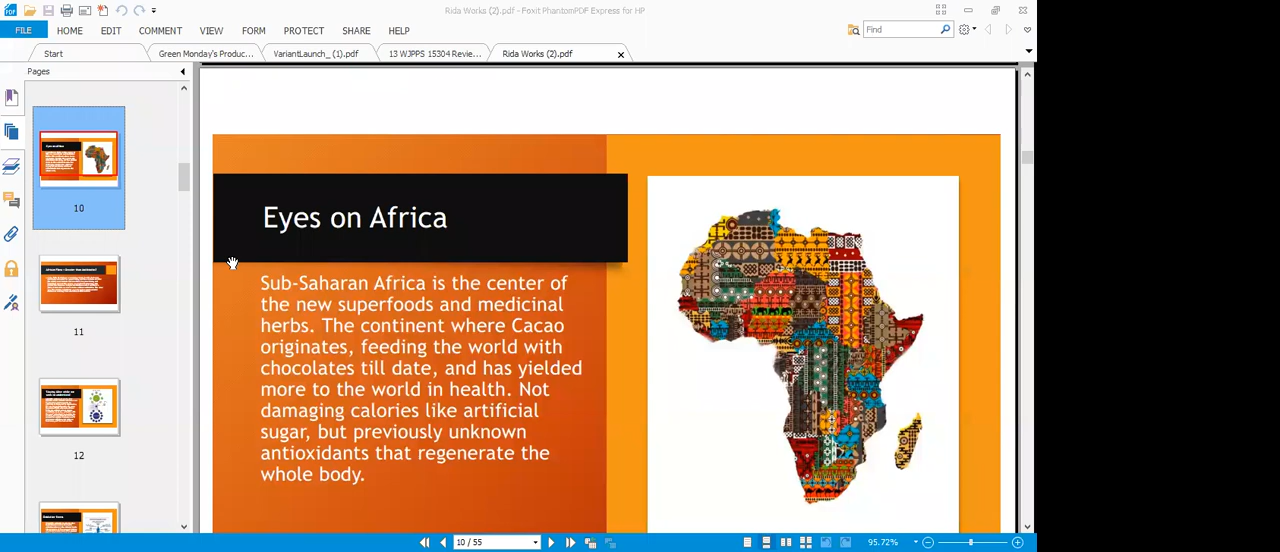 Rida Works (2).pdf - Foxit PhantomPDF Express for HP
FILE HOME EDIT COMMENT VIEW FORM PROTECT SHARE HELP Find
Start Green Monday's Produc... VariantLaunch_ (1).pdf 13 WJPPS 15304 Revie... Rida Works (2).pdf
Pages
Eyes on Africa
10
11
12
Eyes on Africa
Sub-Saharan Africa is the center of
the new superfoods and medicinal
herbs. The continent where Cacao
originates, feeding the world with
chocolates till date, and has yielded
more to the world in health. Not
damaging calories like artificial
sugar, but previously unknown
antioxidants that regenerate the
whole body.
10 / 55
95.72%